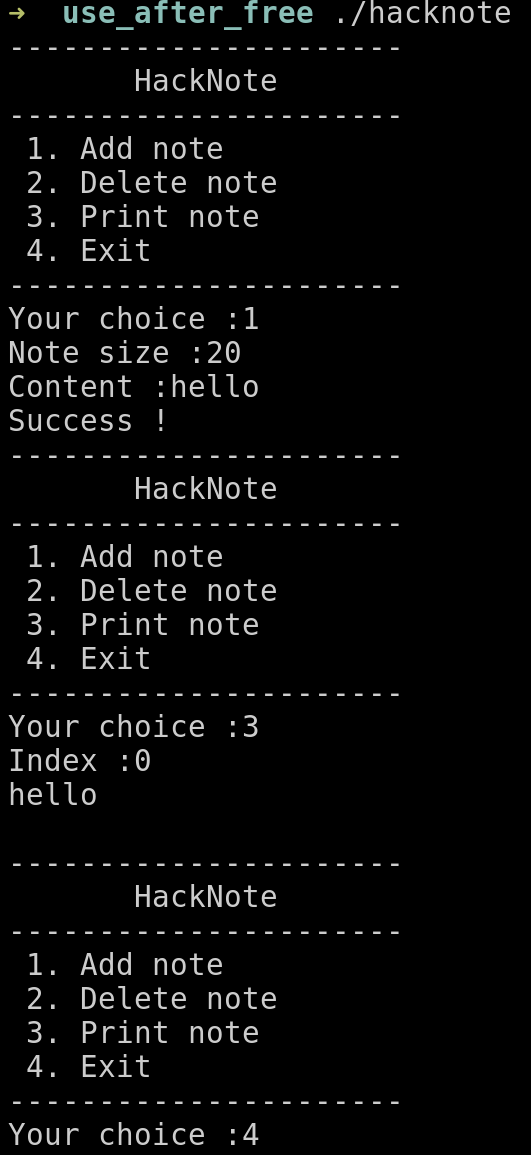 ➜  use_after_free ./hacknote
----------------------
       HackNote
----------------------
 1. Add note
 2. Delete note
 3. Print note
 4. Exit
----------------------
Your choice :1
Note size :20
Content :hello
Success !
----------------------
       HackNote
----------------------
 1. Add note
 2. Delete note
 3. Print note
 4. Exit
----------------------
Your choice :3
Index :0
hello

----------------------
       HackNote
----------------------
 1. Add note
 2. Delete note
 3. Print note
 4. Exit
----------------------
Your choice :4